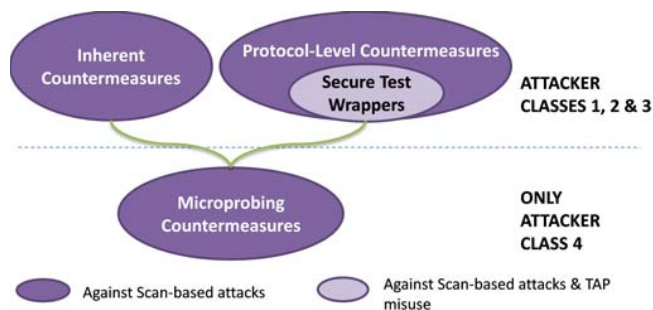 Inherent
Countermeasures
Protocol-Level Countermeasures
Secure Test
Wrappers
ATTACKER
CLASSES 1, 2 & 3
Microprobing
Countermeasures
ONLY
ATTACKER
CLASS 4
Against Scan-based attacks
Against Scan-based attacks & TAP
misuse